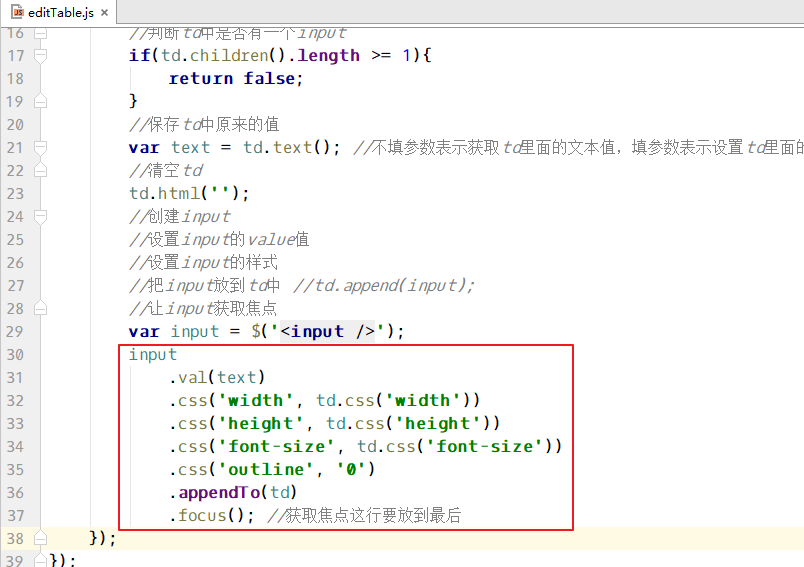 editTable.js ×
16 //判断td中是否有一个input
17 if(td.children().length >= 1){
18 return false;
19 }
20 //保存td中原来的值
21 var text = td.text(); //不填参数表示获取td里面的文本值，填参数表示设置td里面的
22 //清空td
23 td.html('');
24 //创建input
25 //设置input的value值
26 //设置input的样式
27 //把input放到td中 //td.append(input);
28 //让input获取焦点
29 var input = $('<input />');
30 input
31 .val(text)
32 .css('width', td.css('width'))
33 .css('height', td.css('height'))
34 .css('font-size', td.css('font-size'))
35 .css('outline', '0')
36 .appendTo(td)
37 .focus(); //获取焦点这行要放到最后
38 });
39 });